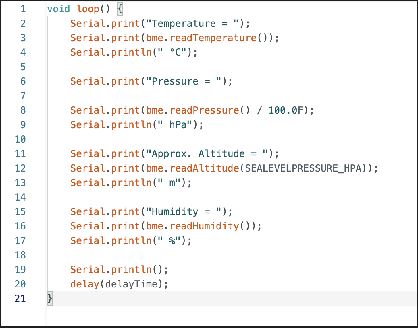 1 void loop() {
2 Serial.print("Temperature = ");
3 Serial.print(bme.readTemperature());
4 Serial.println(" °C");
5
6 Serial.print("Pressure = ");
7
8 Serial.print(bme.readPressure() / 100.0F);
9 Serial.println(" hPa");
10
11 Serial.print("Approx. Altitude = ");
12 Serial.print(bme.readAltitude(SEALEVELPRESSURE_HPA));
13 Serial.println(" m");
14
15 Serial.print("Humidity = ");
16 Serial.print(bme.readHumidity());
17 Serial.println(" %");
18
19 Serial.println();
20 delay(delayTime);
21 }